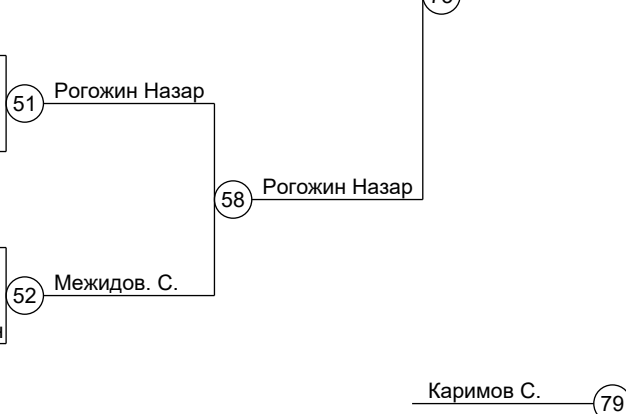 51 Рогожин Назар
58 Рогожин Назар
52 Межидов. С.
Каримов С. 79